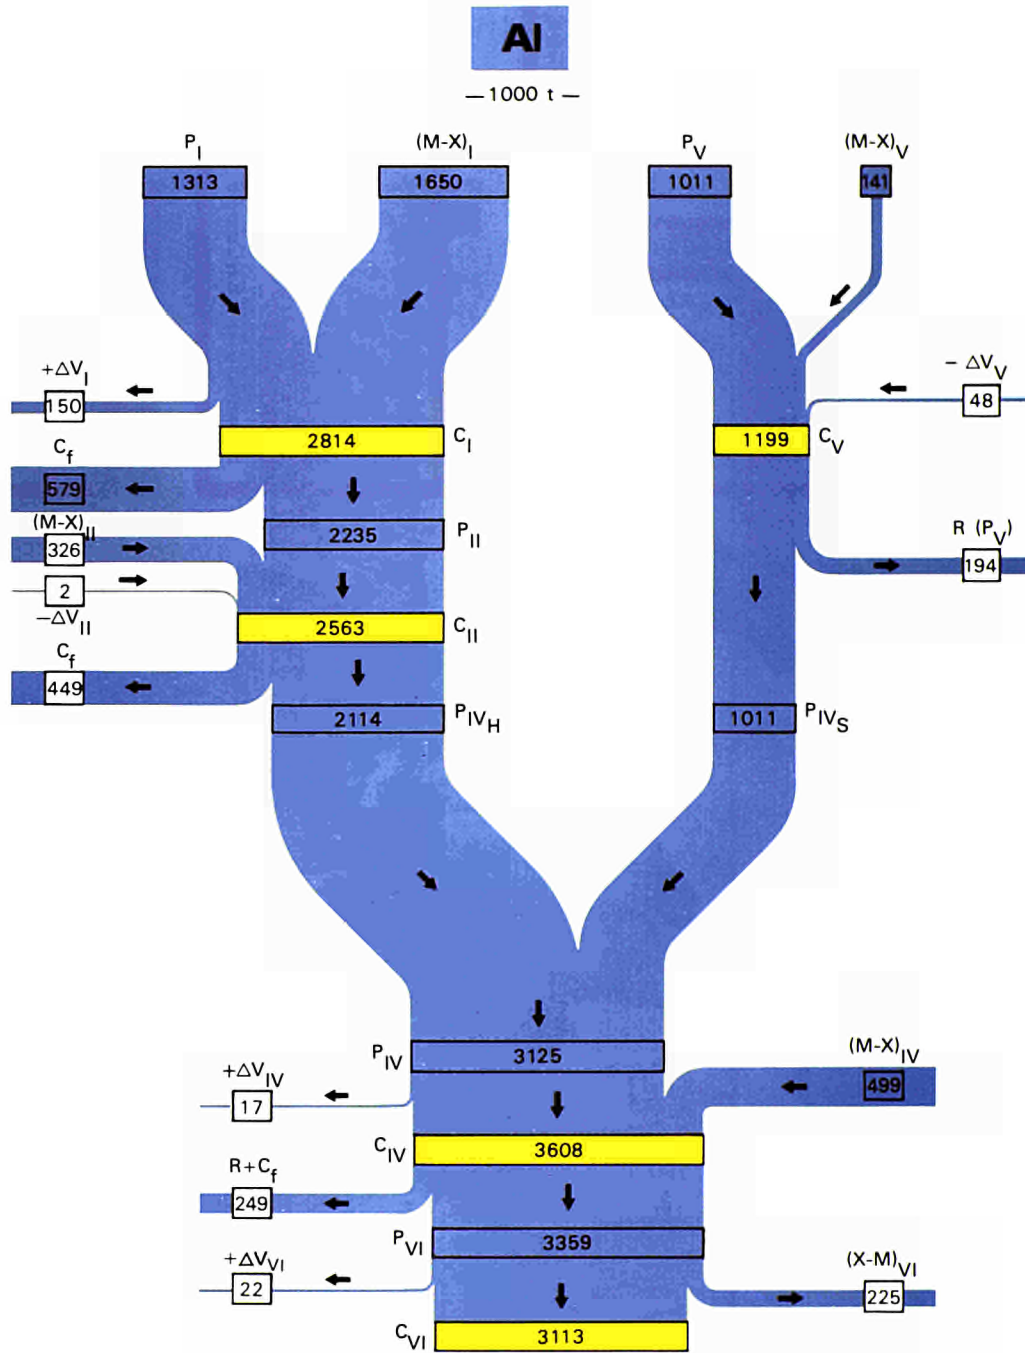 Al
— 1000 t —
P_I (M-X)_I P_V (M-X)_V
1313 1650 1011 141
+ΔV_I - ΔV_V
150 48
2814 C_I 1199 C_V
C_f
579
(M-X)_II 2235 P_II R (P_V)
326 194
2
-ΔV_II 2563 C_II
C_f
449
2114 P_IV_H 1011 P_IV_S
P_IV 3125 (M-X)_IV
+ΔV_IV 499
17
C_IV 3608
R+C_f
249
P_VI 3359
+ΔV_VI (X-M)_VI
22 225
C_VI 3113